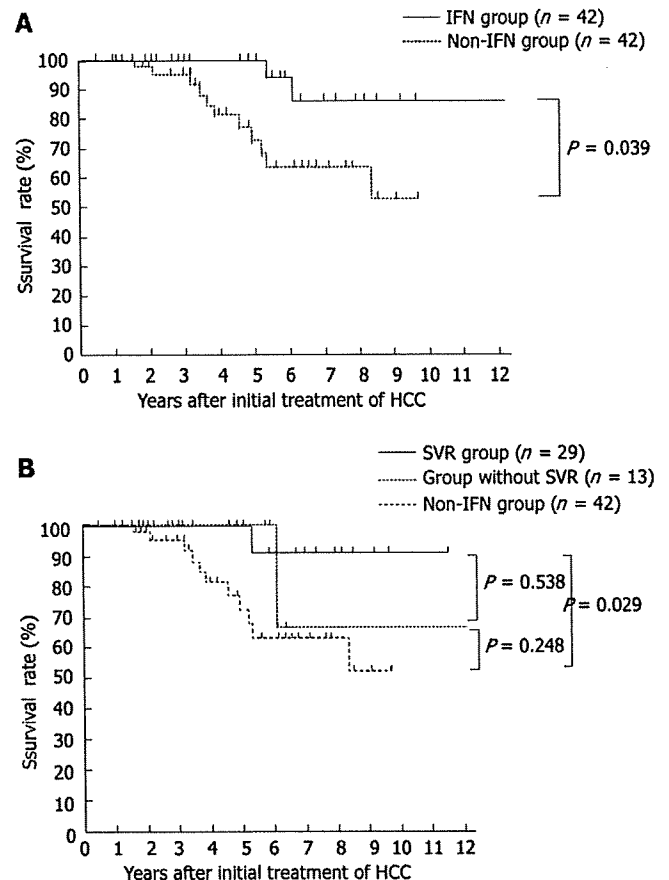 A
IFN group (n = 42)
Non-IFN group (n = 42)
100
90
80
70
60
50
40
30
20
10
0
Ssurvival rate (%)
P = 0.039
0 1 2 3 4 5 6 7 8 9 10 11 12
Years after initial treatment of HCC
B
SVR group (n = 29)
Group without SVR (n = 13)
Non-IFN group (n = 42)
100
90
80
70
60
50
40
30
20
10
0
Ssurvival rate (%)
P = 0.538
P = 0.029
P = 0.248
0 1 2 3 4 5 6 7 8 9 10 11 12
Years after initial treatment of HCC